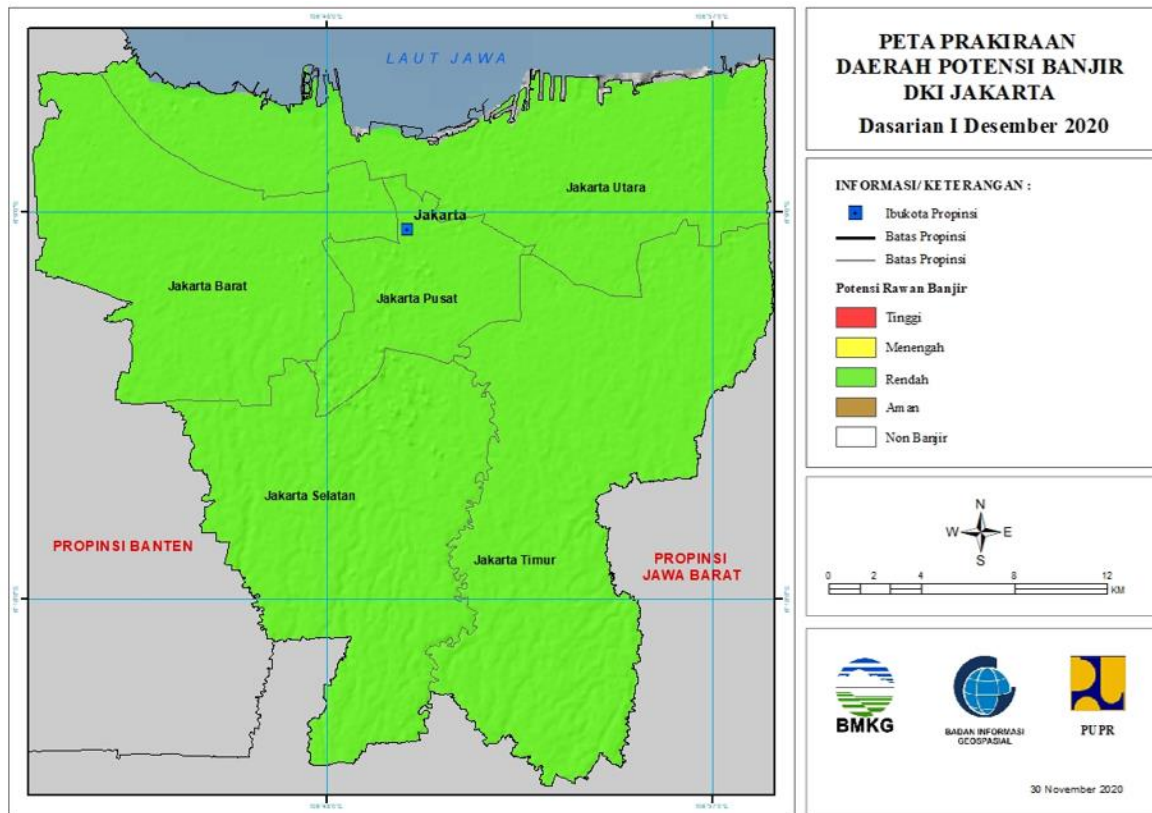 PETA PRAKIRAAN
DAERAH POTENSI BANJIR
DKI JAKARTA
Dasarian I Desember 2020
INFORMASI/ KETERANGAN :
Ibukota Propinsi
Batas Propinsi
Batas Propinsi
Potensi Rawan Banjir
Tinggi
Menengah
Rendah
Aman
Non Banjir
N
W E
S
0 2 4 8 12
KM
BMKG
BADAN INFORMASI
GEOSPASIAL
PUPR
30 November 2020
LAUT JAWA
Jakarta Utara
Jakarta
Jakarta Barat
Jakarta Pusat
Jakarta Selatan
Jakarta Timur
PROPINSI BANTEN
PROPINSI
JAWA BARAT